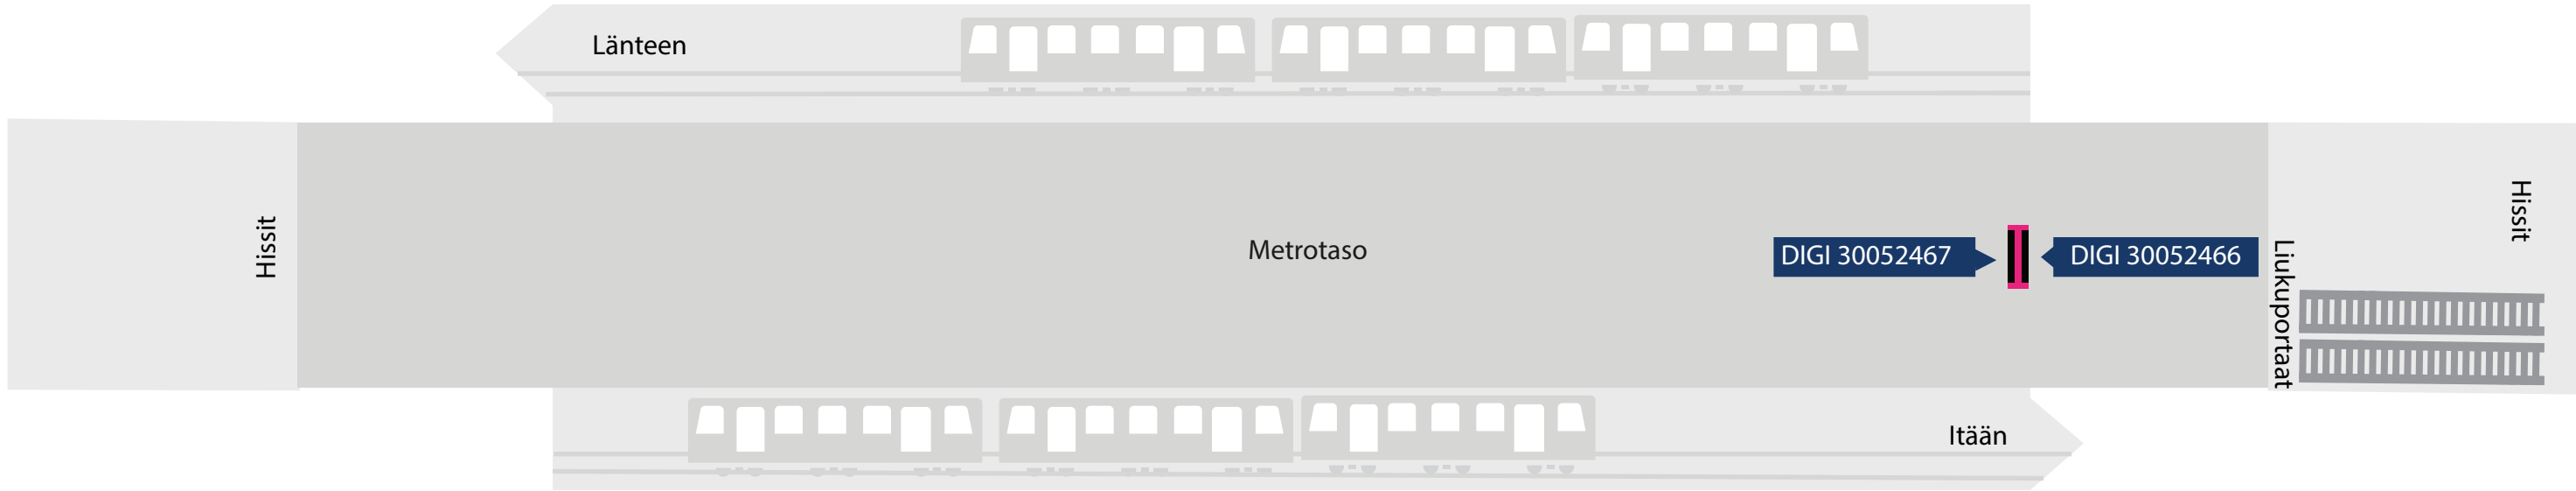 Länteen
Hissit
Metrotaso
DIGI 30052467
DIGI 30052466
Liukuportaat
Hissit
Itään